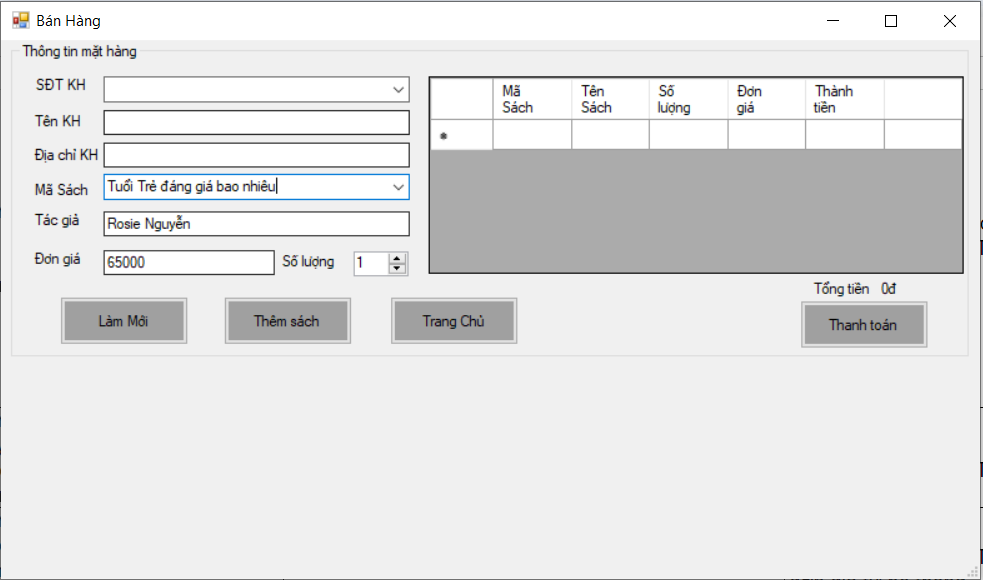 Bán Hàng
Thông tin mặt hàng
SĐT KH
Tên KH
Địa chỉ KH
Mã Sách Tuổi Trẻ đáng giá bao nhiêu
Tác giả Rosie Nguyễn
Đơn giá 65000 Số lượng 1
Làm Mới Thêm sách Trang Chủ
Mã Sách
Tên Sách
Số lượng
Đơn giá
Thành tiền
Tổng tiền 0đ
Thanh toán